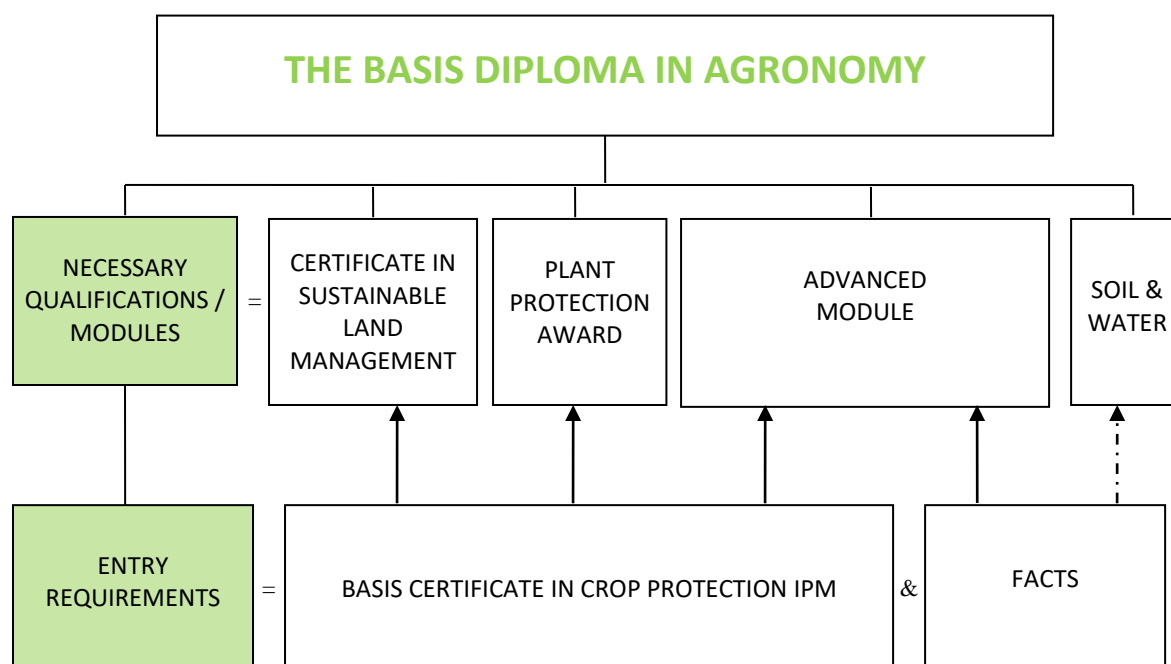 THE BASIS DIPLOMA IN AGRONOMY
NECESSARY
QUALIFICATIONS /
MODULES
=
CERTIFICATE IN
SUSTAINABLE
LAND
MANAGEMENT
PLANT
PROTECTION
AWARD
ADVANCED
MODULE
SOIL &
WATER
ENTRY
REQUIREMENTS
=
BASIS CERTIFICATE IN CROP PROTECTION IPM
&
FACTS